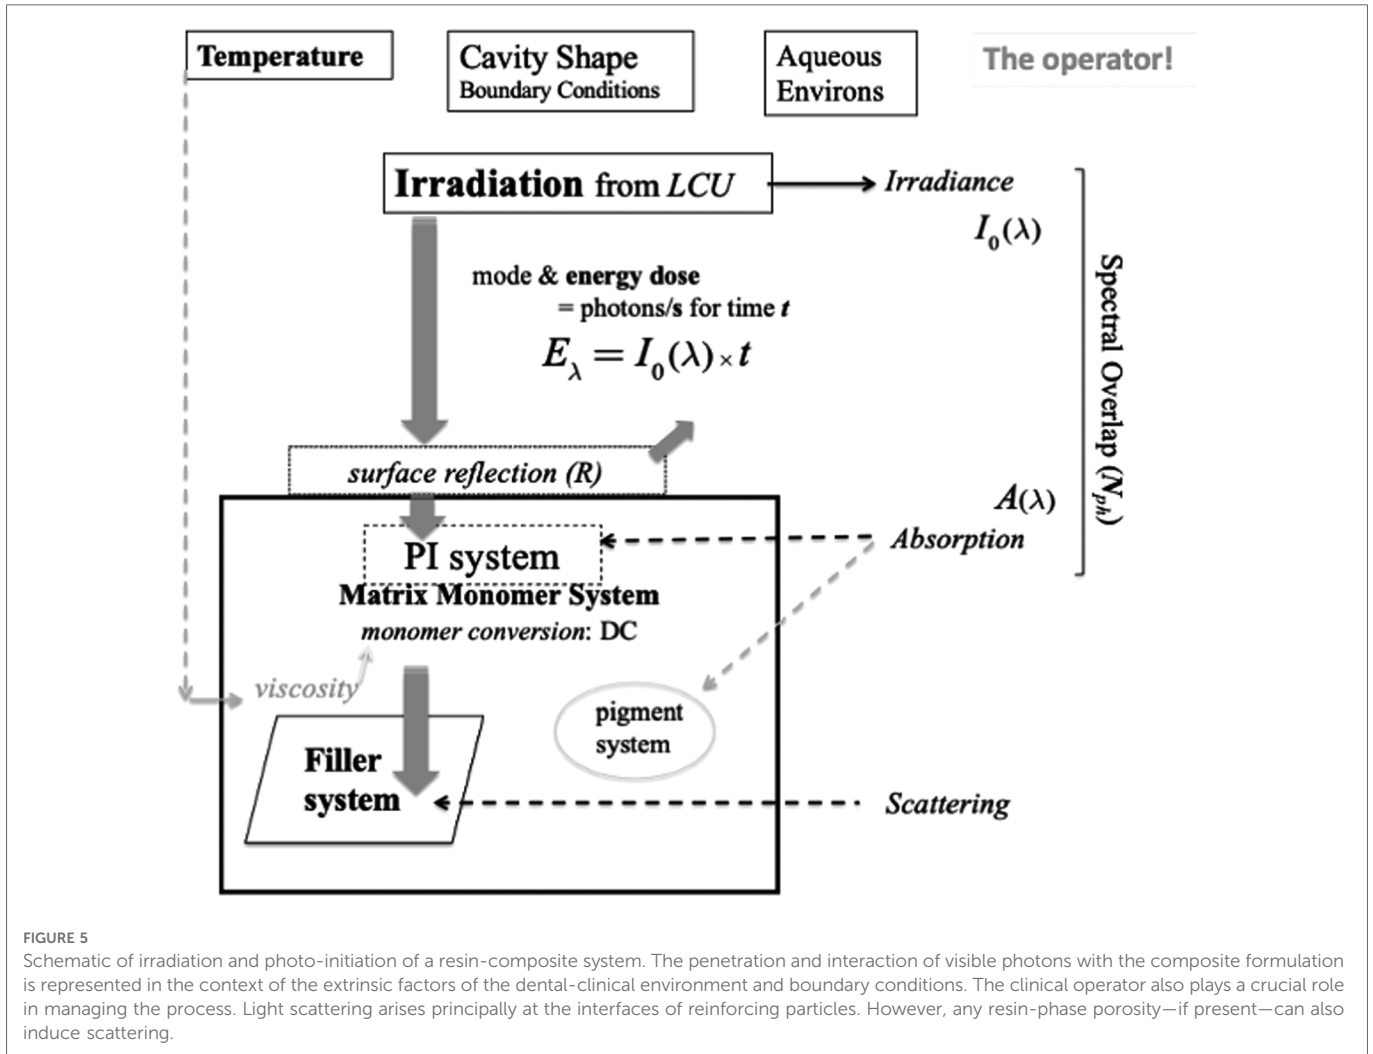 Temperature
Cavity Shape
Boundary Conditions
Aqueous
Environs
The operator!
Irradiation from LCU
Irradiance
I₀(λ)
mode & energy dose
= photons/s for time t
E_λ = I₀(λ) × t
Spectral Overlap (N_ph)
surface reflection (R)
A(λ)
Absorption
PI system
Matrix Monomer System
monomer conversion: DC
viscosity
pigment
system
Filler
system
Scattering
FIGURE 5
Schematic of irradiation and photo-initiation of a resin-composite system. The penetration and interaction of visible photons with the composite formulation
is represented in the context of the extrinsic factors of the dental-clinical environment and boundary conditions. The clinical operator also plays a crucial role
in managing the process. Light scattering arises principally at the interfaces of reinforcing particles. However, any resin-phase porosity—if present—can also
induce scattering.